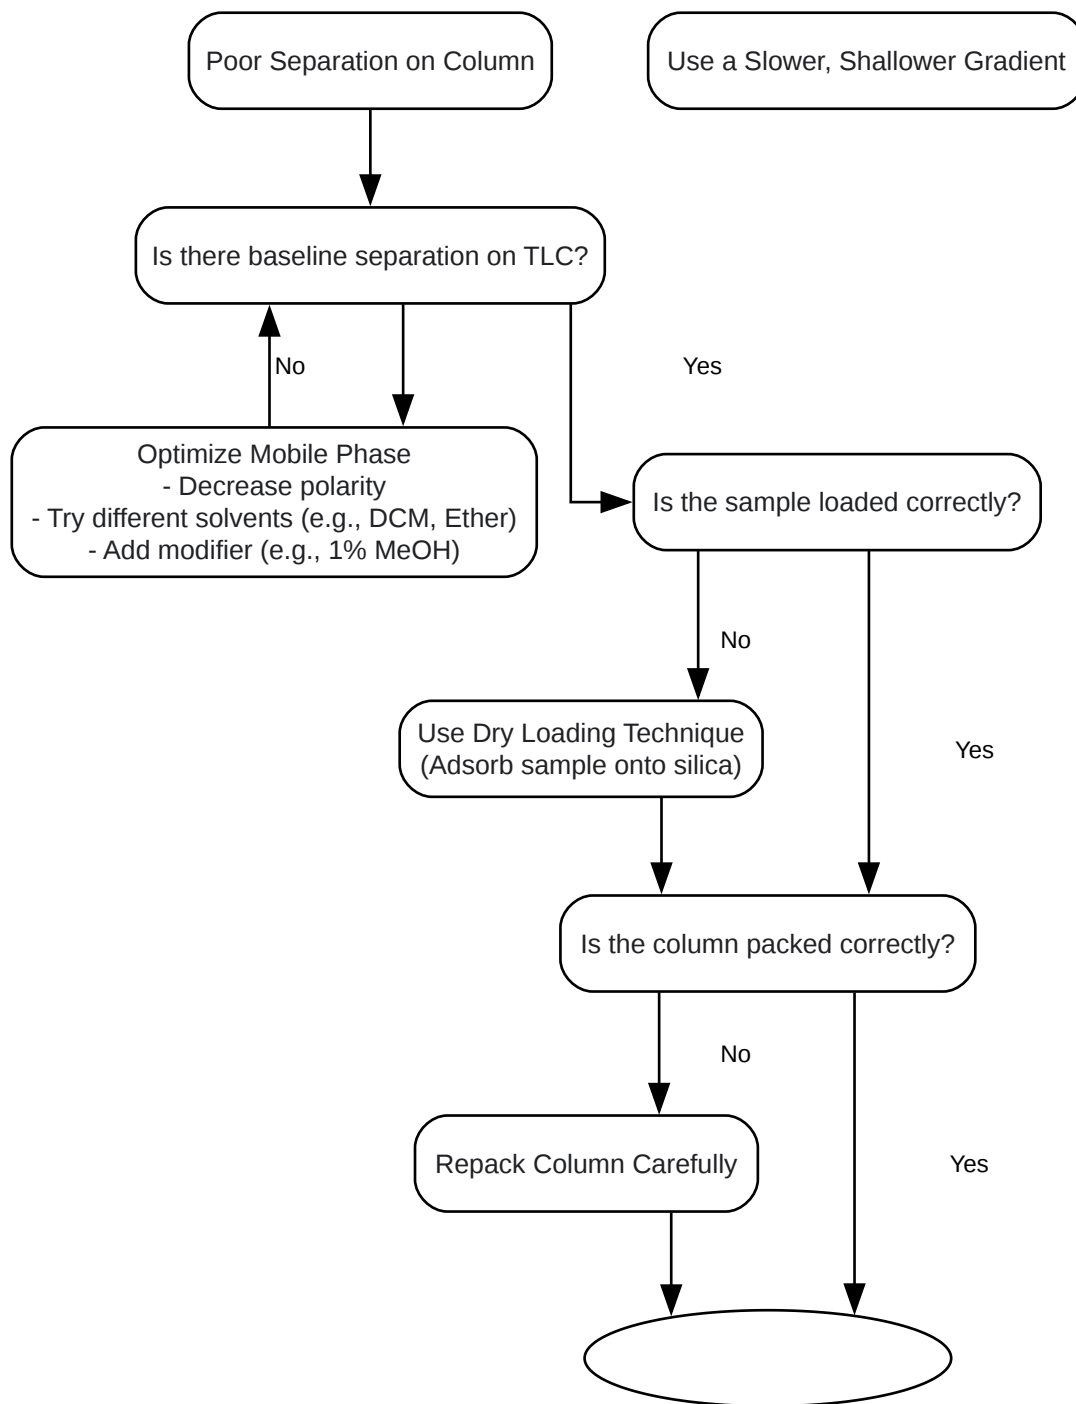 Poor Separation on Column
Use a Slower, Shallower Gradient
Is there baseline separation on TLC?
No
Yes
Optimize Mobile Phase
- Decrease polarity
- Try different solvents (e.g., DCM, Ether)
- Add modifier (e.g., 1% MeOH)
Is the sample loaded correctly?
No
Use Dry Loading Technique
(Adsorb sample onto silica)
Yes
Is the column packed correctly?
No
Repack Column Carefully
Yes